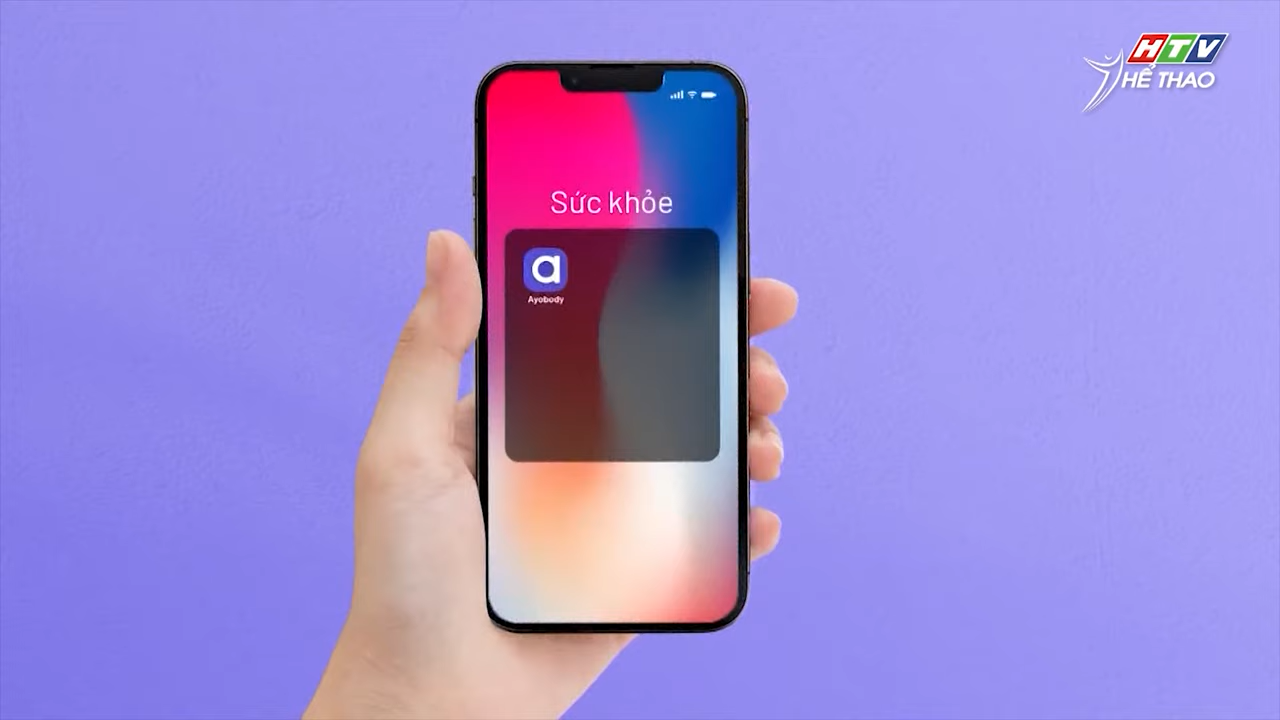 HTV
THỂ THAO
Sức khỏe
a
Ayobody